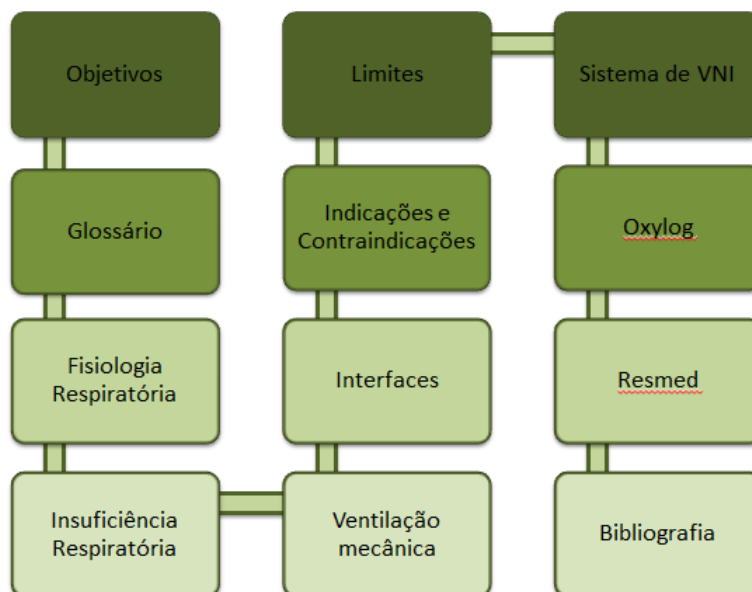 Objetivos
Glossário
Fisiologia
Respiratória
Insuficiência
Respiratória
Ventilação
mecânica
Interfaces
Indicações e
Contraindicações
Limites
Sistema de VNI
Oxylog
Resmed
Bibliografia